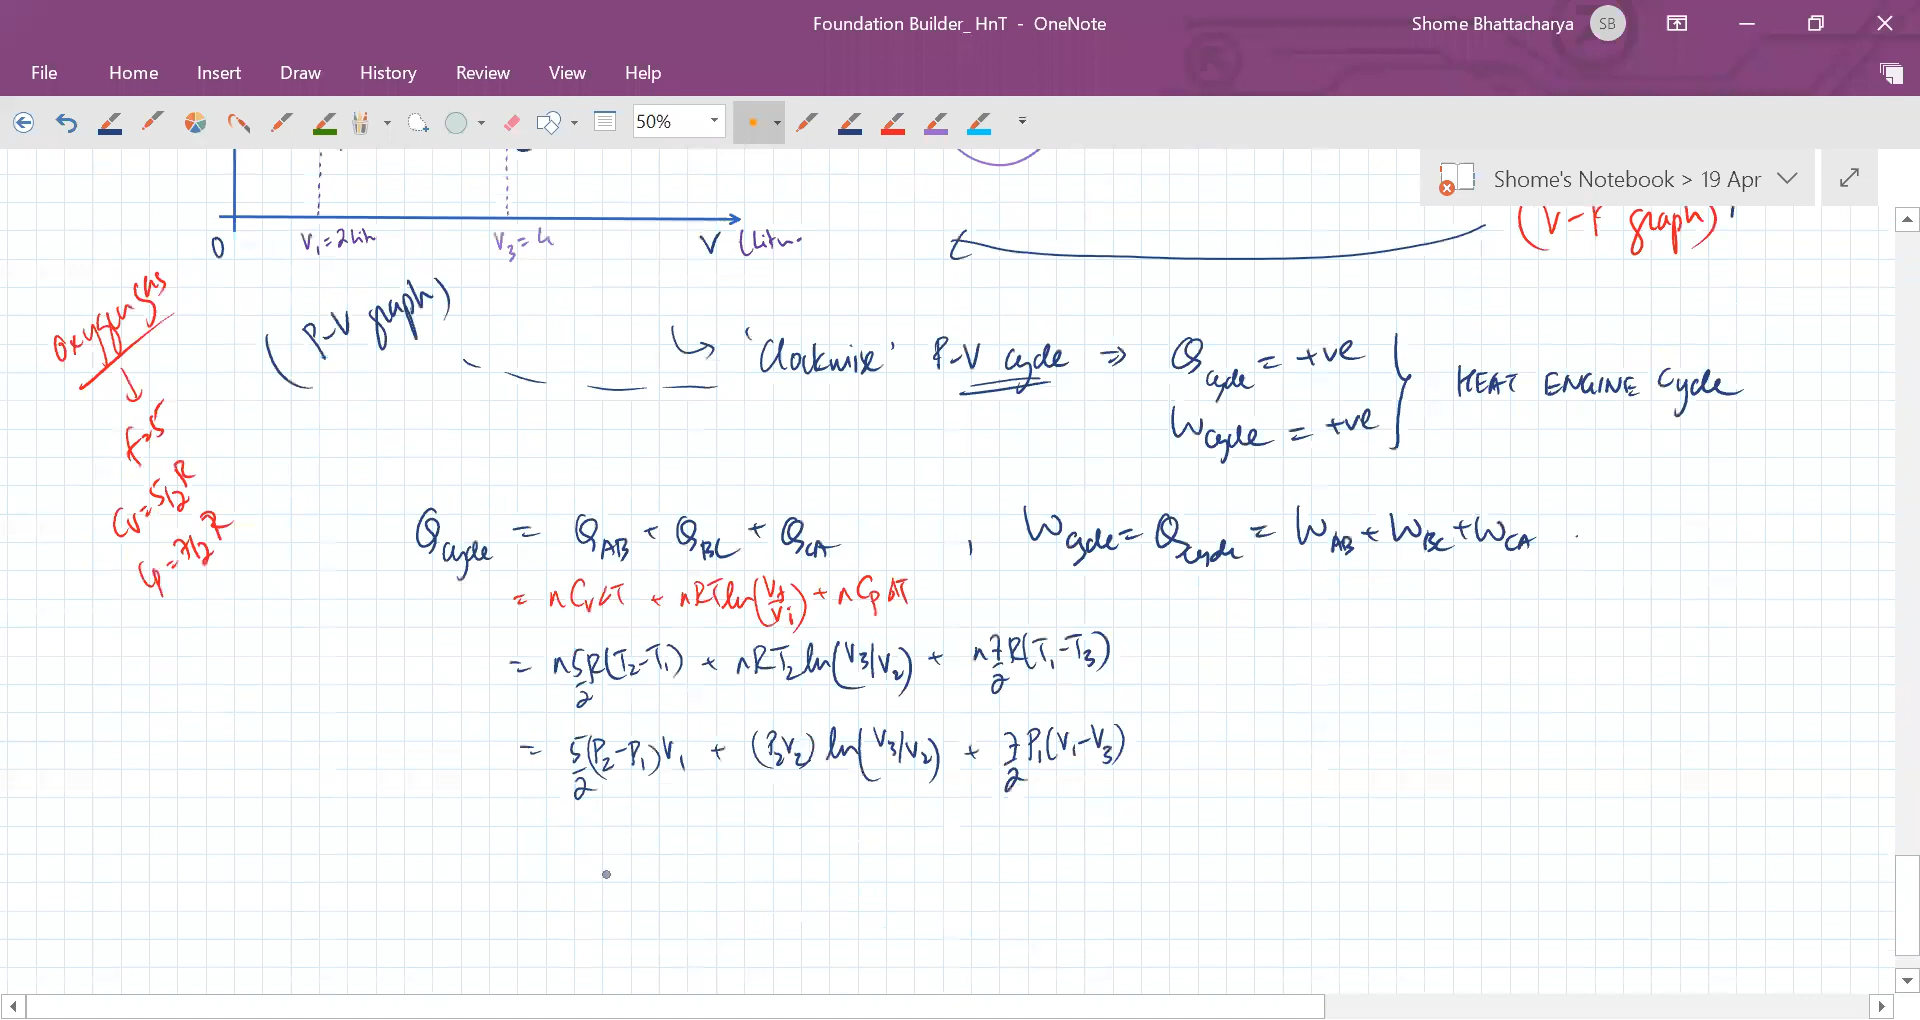 Foundation Builder_ HnT - OneNote
Shome Bhattacharya SB
File Home Insert Draw History Review View Help
50%
Shome's Notebook > 19 Apr
(V-P graph)
0 V₁=2lit V₃=4 V (lit
(P-V graph)
Oxygen gas
f=5
Cv=5/2R
Cp=7/2R
'Clockwise' P-V cycle ⇒ Q_cycle = +ve
W_cycle = +ve
HEAT ENGINE cycle
Q_cycle = Q_AB + Q_BC + Q_CA , W_cycle = Q_cycle = W_AB + W_BC + W_CA
= nCvΔT + nRT ln(Vf/Vi) + nCpΔT
= n5/2R(T₂-T₁) + nRT₂ ln(V₃/V₂) + n7/2R(T₁-T₃)
= 5/2(P₂-P₁)V₁ + (P₂V₂) ln(V₃/V₂) + 7/2P₁(V₁-V₃)